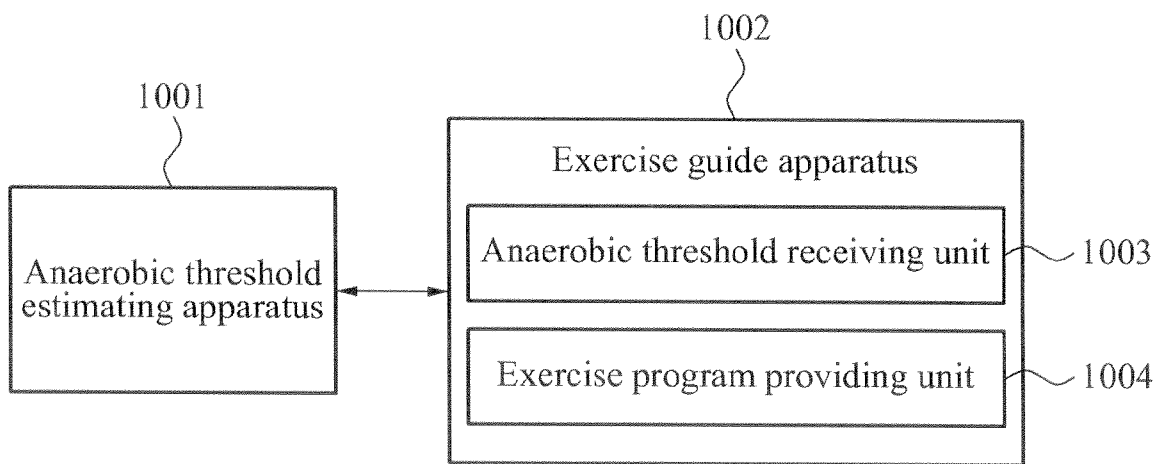 1002
1001
Exercise guide apparatus
Anaerobic threshold
estimating apparatus
Anaerobic threshold receiving unit
1003
Exercise program providing unit
1004